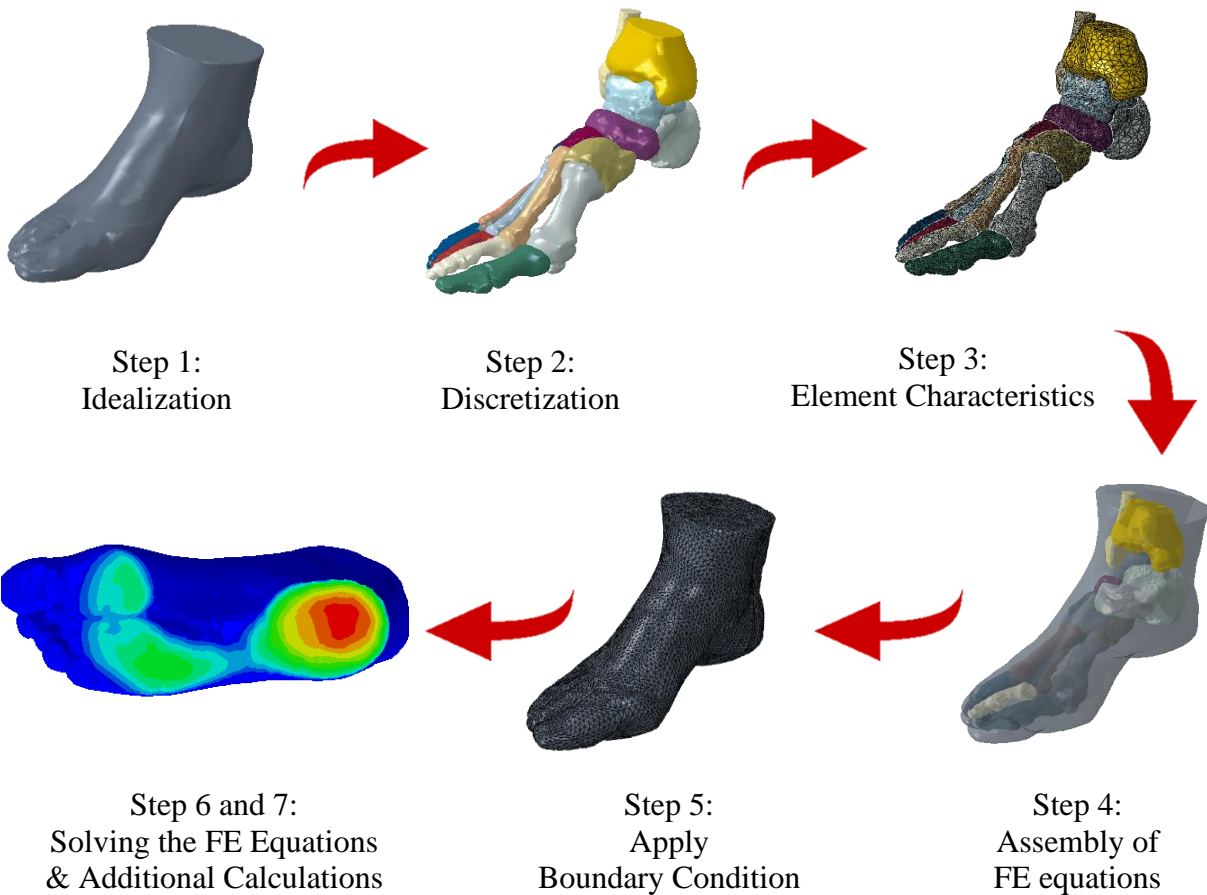 Step 1:
Idealization
Step 2:
Discretization
Step 3:
Element Characteristics
Step 4:
Assembly of
FE equations
Step 5:
Apply
Boundary Condition
Step 6 and 7:
Solving the FE Equations
& Additional Calculations